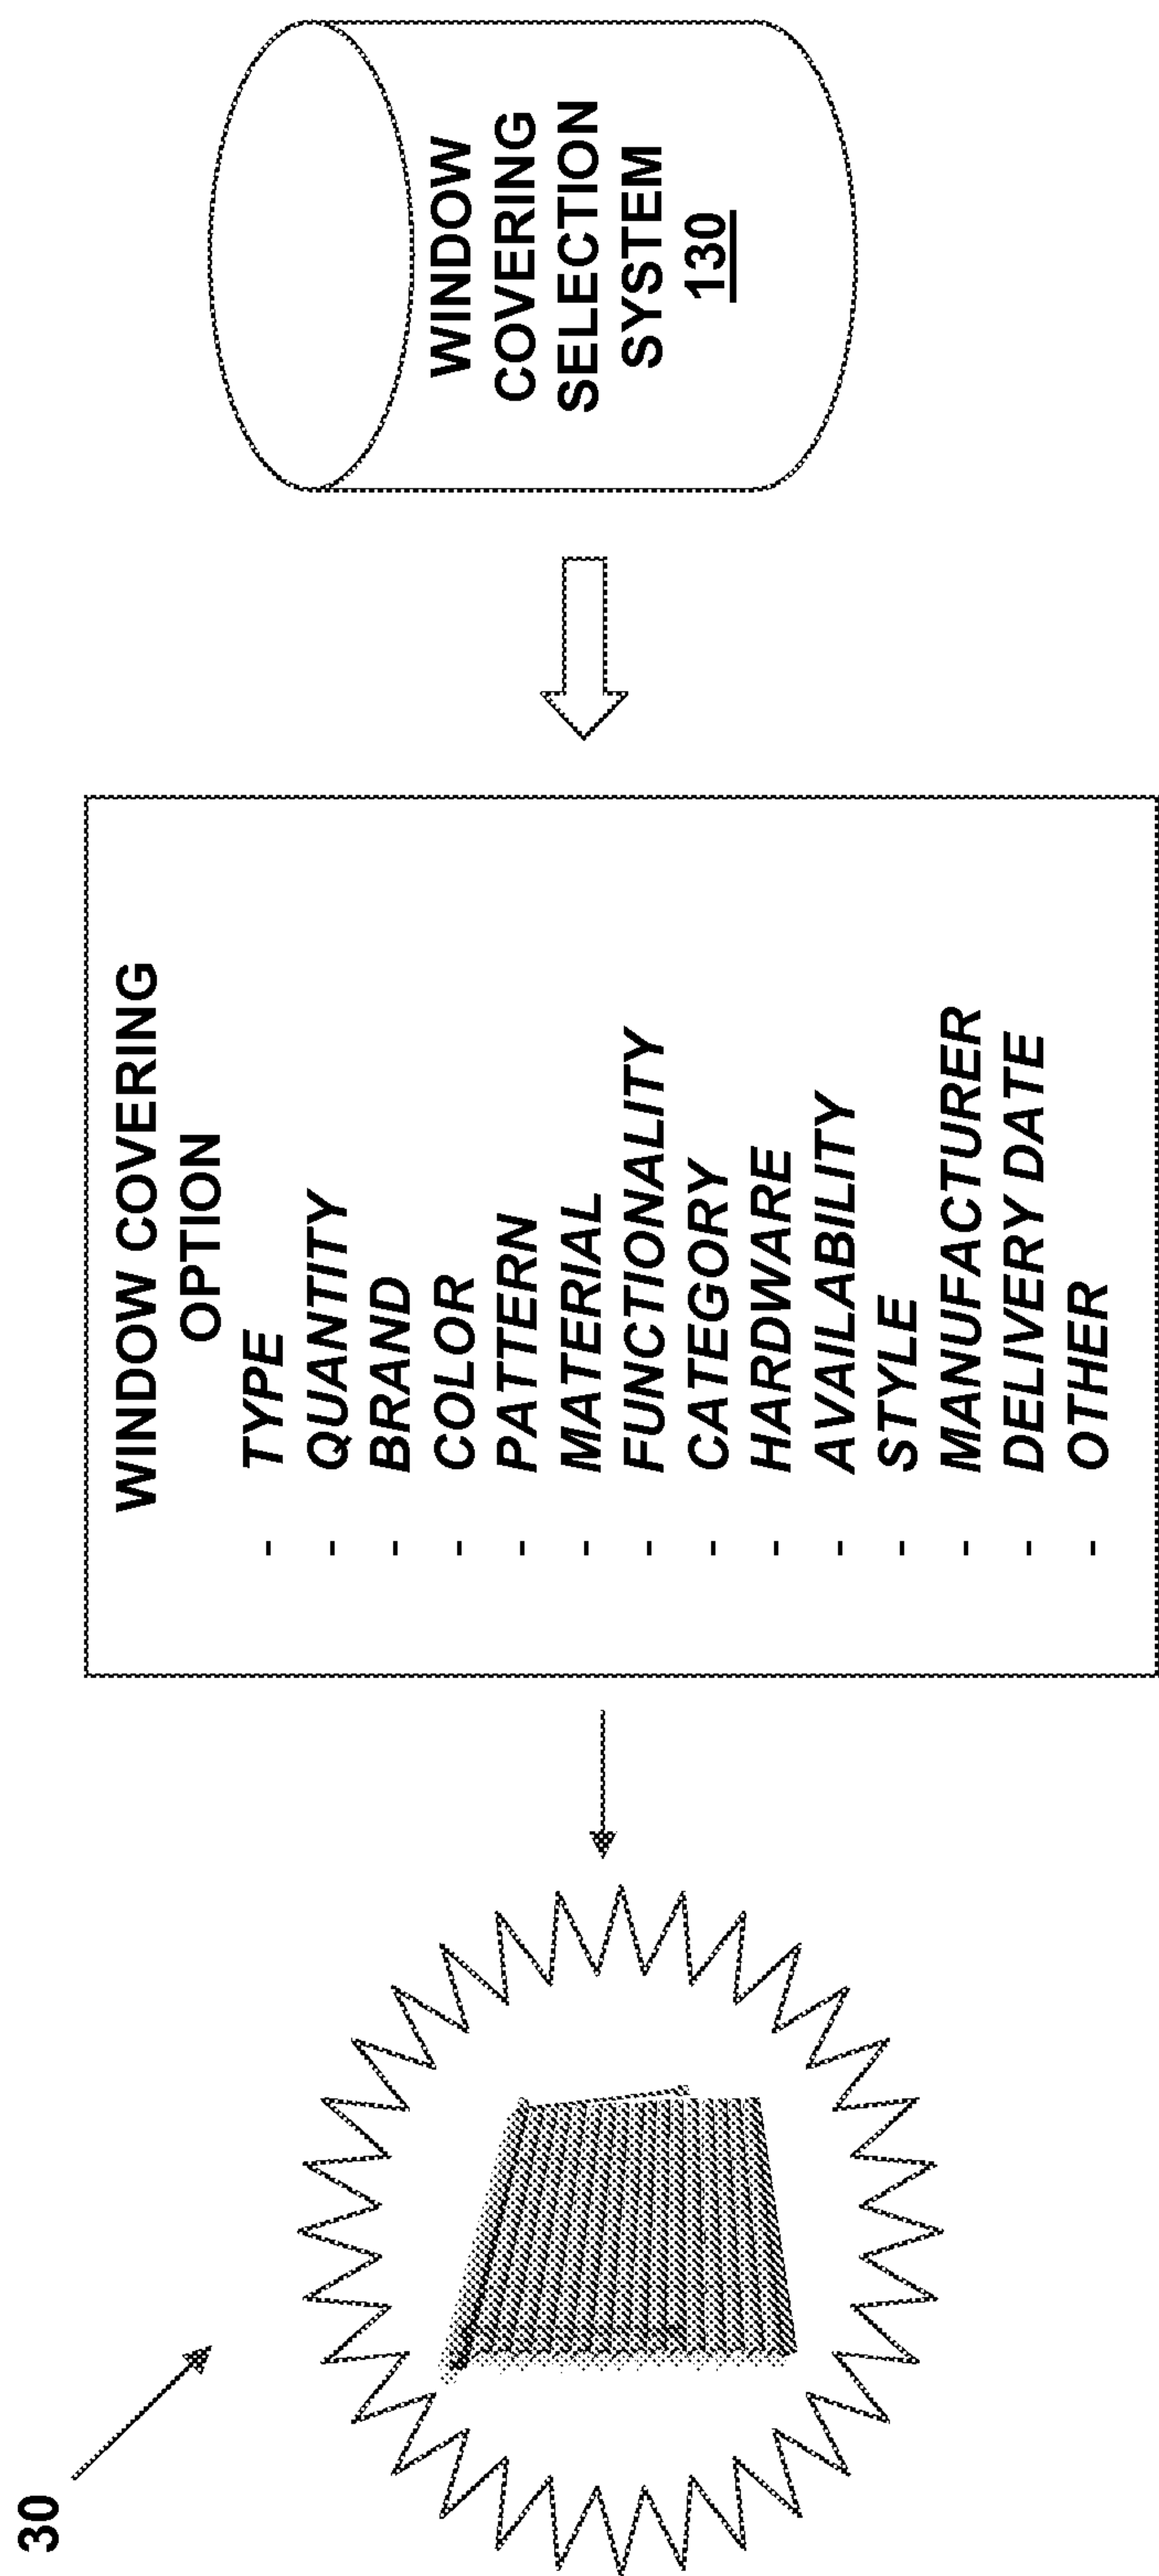 30
WINDOW COVERING
OPTION
- TYPE
- QUANTITY
- BRAND
- COLOR
- PATTERN
- MATERIAL
- FUNCTIONALITY
- CATEGORY
- HARDWARE
- AVAILABILITY
- STYLE
- MANUFACTURER
- DELIVERY DATE
- OTHER
WINDOW
COVERING
SELECTION
SYSTEM
130